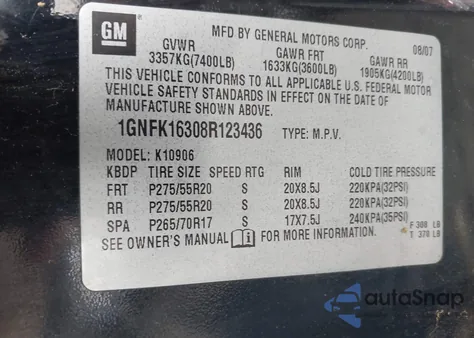 GM
MFD BY GENERAL MOTORS CORP. 08/07
GVWR GAWR FRT GAWR RR
3357KG(7400LB) 1633KG(3600LB) 1905KG(4200LB)
THIS VEHICLE CONFORMS TO ALL APPLICABLE U.S. FEDERAL MOTOR
VEHICLE SAFETY STANDARDS IN EFFECT ON THE DATE OF
MANUFACTURE SHOWN ABOVE.
1GNFK16308R123436 TYPE: M.P.V.
MODEL: K10906
KBDP TIRE SIZE SPEED RTG RIM COLD TIRE PRESSURE
FRT P275/55R20 S 20X8.5J 220KPA(32PSI)
RR P275/55R20 S 20X8.5J 220KPA(32PSI)
SPA P265/70R17 S 17X7.5J 240KPA(35PSI)
SEE OWNER'S MANUAL FOR MORE INFORMATION.
F 308 LB
T 370 LB
autoSnap